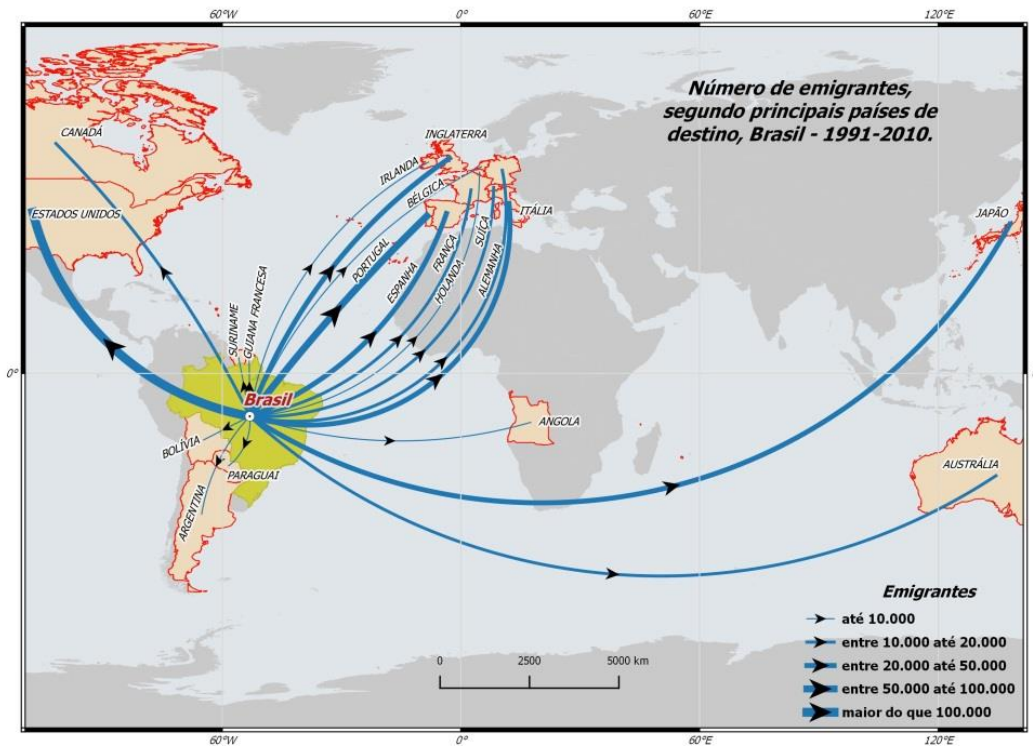 60°W 0° 120°E
Número de emigrantes,
segundo principais países de
destino, Brasil - 1991-2010.
CANADÁ
INGLATERRA
IRLANDA
BÉLGICA
ESTADOS UNIDOS
ITÁLIA
JAPÃO
PORTUGAL
ESPANHA
FRANÇA
HOLANDA
SUIÇA
ALEMANHA
SURINAME
GUIANA FRANCESA
0°
Brasil
ANGOLA
BOLÍVIA
PARAGUAI
ARGENTINA
AUSTRÁLIA
Emigrantes
até 10.000
entre 10.000 até 20.000
entre 20.000 até 50.000
entre 50.000 até 100.000
maior do que 100.000
0 2500 5000 km
60°W 0° 120°E